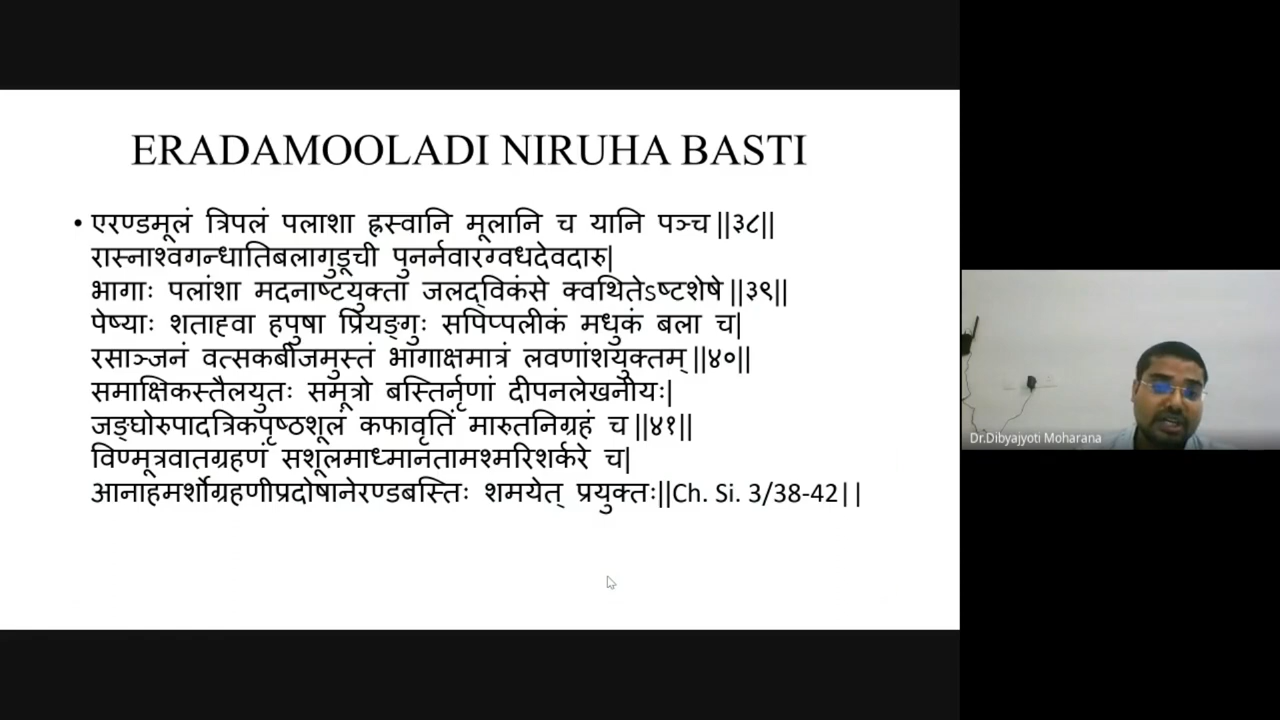 ERADAMOOLADI NIRUHA BASTI
• एरण्डमूलं त्रिपलं पलाशा ह्रस्वानि मूलानि च यानि पञ्च||३८||
रास्नाश्वगन्धातिबलागुडूची पुनर्नवारग्वधदेवदारु|
भागाः पलांशा मदनाष्टयुक्ता जलद्विकंसे क्वथितेऽष्टशेषे||३९||
पेष्याः शताह्वा हपुषा प्रियङ्गुः सपिप्पलीकं मधुकं बला च|
रसाञ्जनं वत्सकबीजमुस्तं भागाक्षमात्रं लवणांशयुक्तम्||४०||
समाक्षिकस्तैलयुतः समूत्रो बस्तिर्नृणां दीपनलेखनीयः|
जङ्घोरुपादत्रिकपृष्ठशूलं कफावृतिं मारुतनिग्रहं च||४१||
विण्मूत्रवातग्रहणं सशूलमाध्मानतामश्मरिशर्करे च|
आनाहमर्शोग्रहणीप्रदोषानेरण्डबस्तिः शमयेत् प्रयुक्तः||Ch. Si. 3/38-42||
Dr.Dibyajyoti Moharana